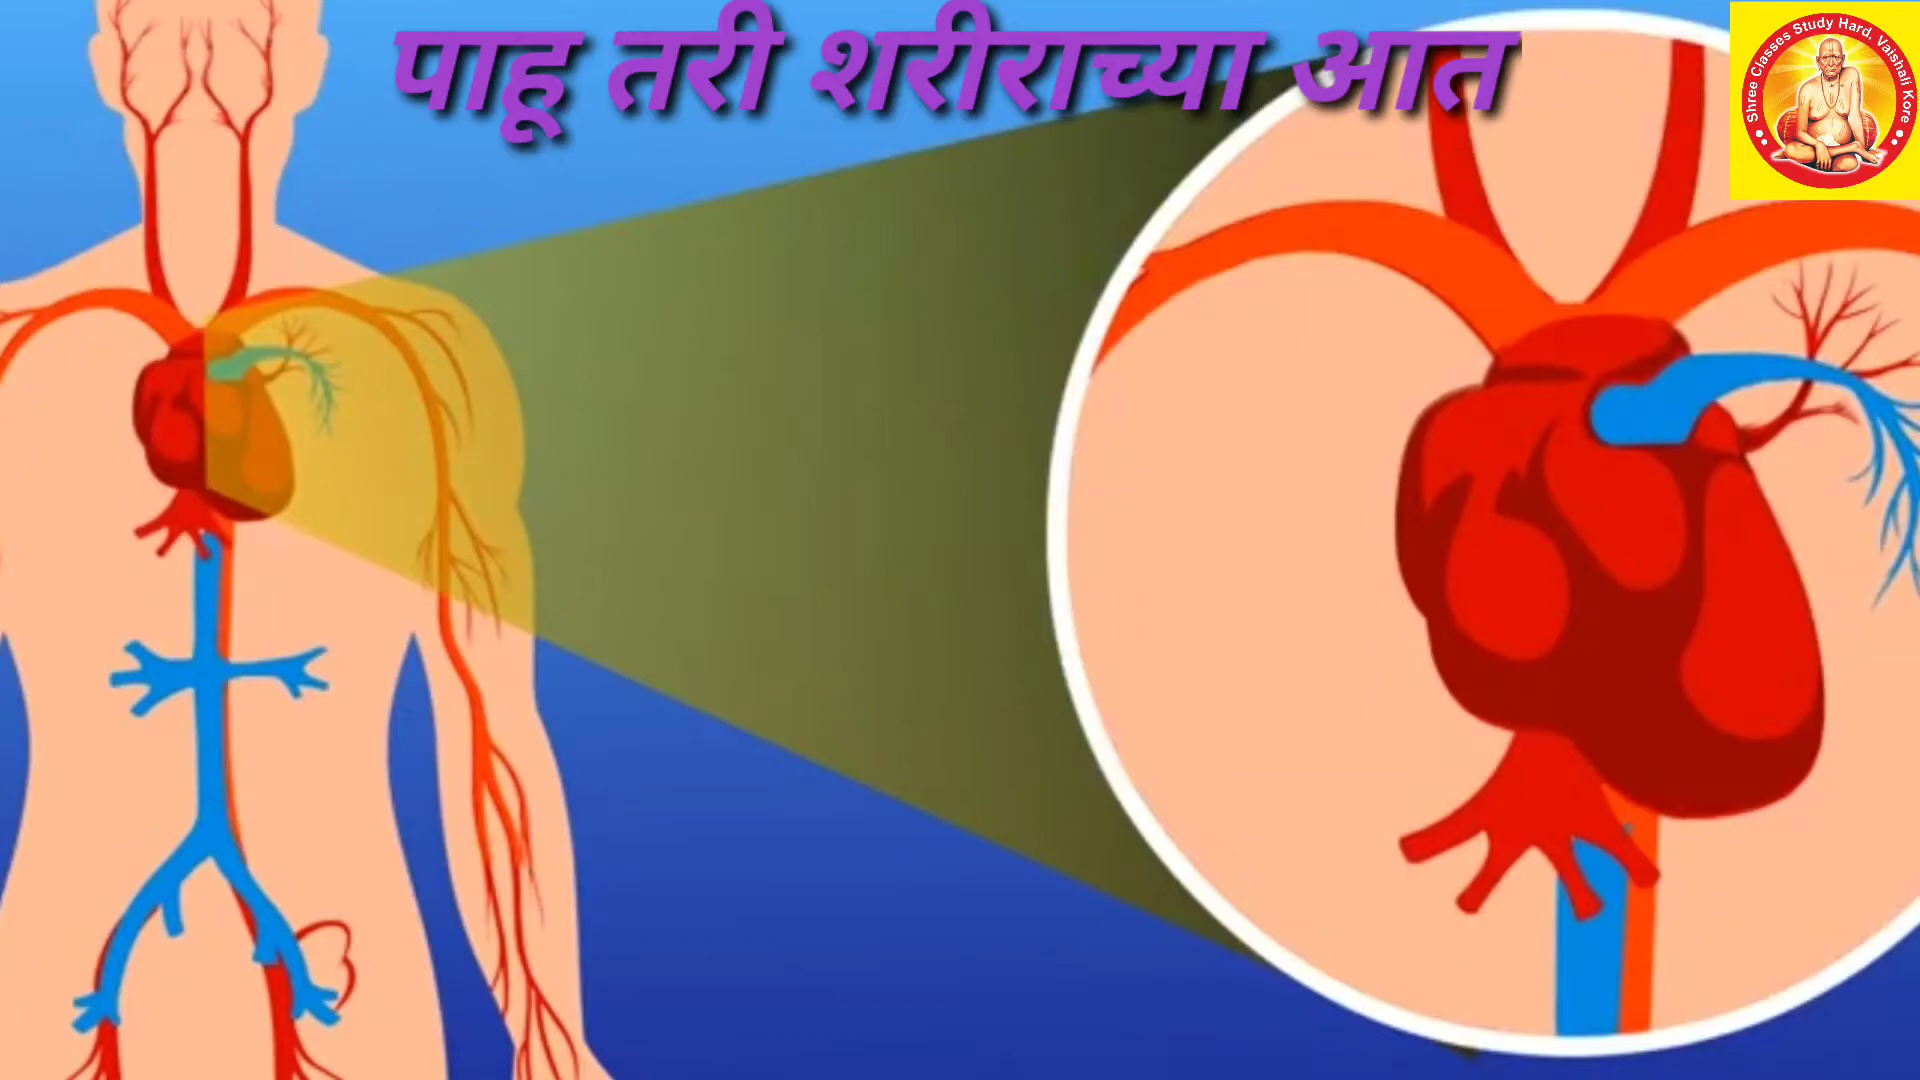 पाहू तरी शरीराच्या आत
Shree Classes Study Hard, Vaishali Kore